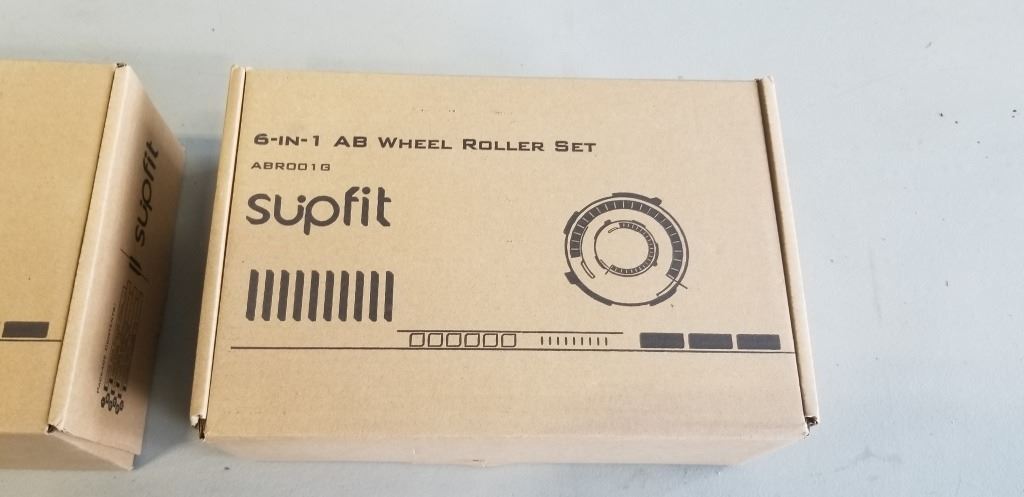 6-IN-1 AB WHEEL ROLLER SET
ABR001G
supfit
supfit